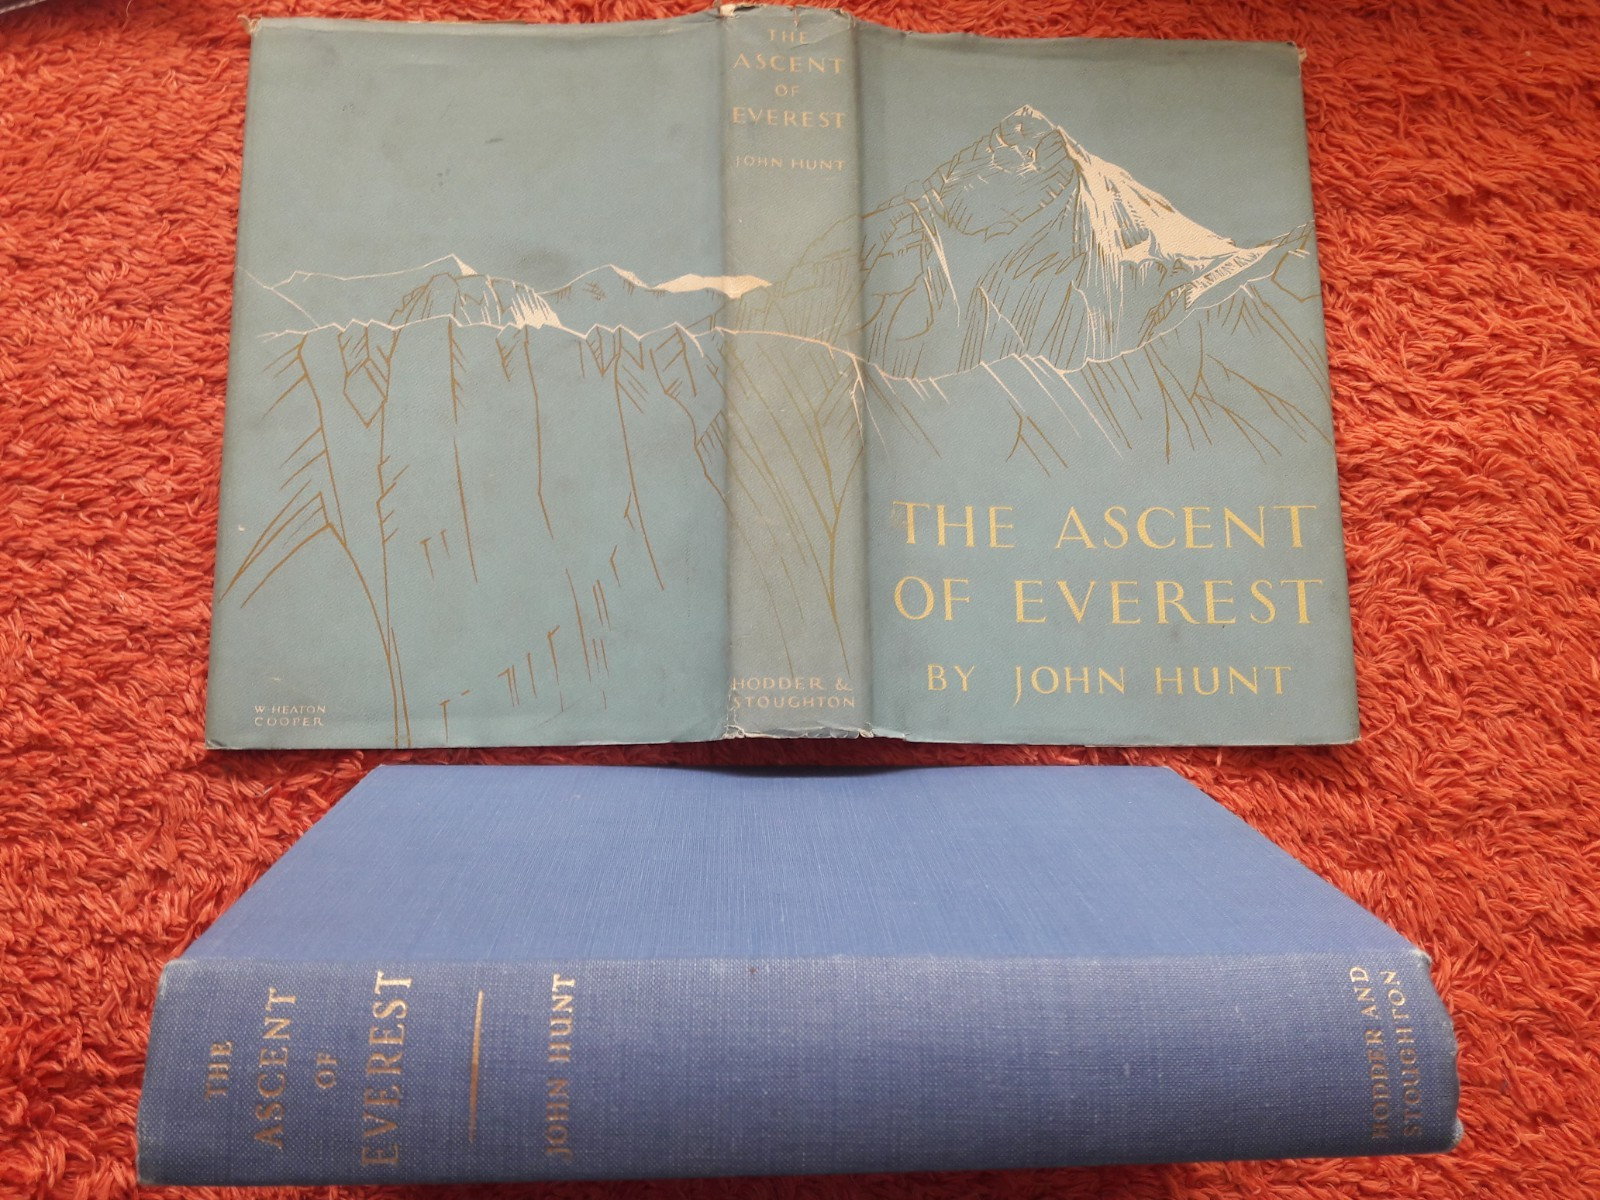 THE
ASCENT
OF
EVEREST
JOHN HUNT
HODDER &
STOUGHTON
THE ASCENT
OF EVEREST
BY JOHN HUNT
W HEATON
COOPER
THE
ASCENT
OF
EVEREST
JOHN HUNT
HODDER AND
STOUGHTON